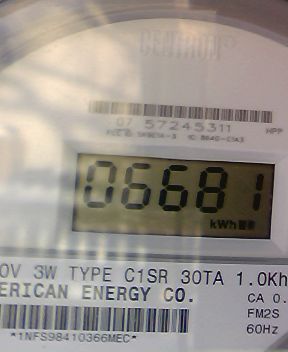 CENTRON®
07 57245311
HPP
06681
kWh
0V 3W TYPE C1SR 30TA 1.0Kh
ERICAN ENERGY CO.
CA 0.
FM2S
60Hz
*1NFS98410366MEC*